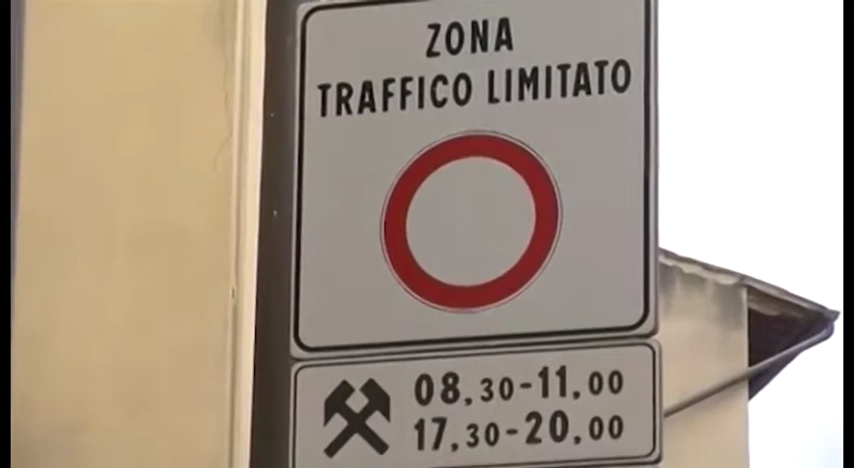 ZONA
TRAFFICO LIMITATO
08,30-11,00
17,30-20,00